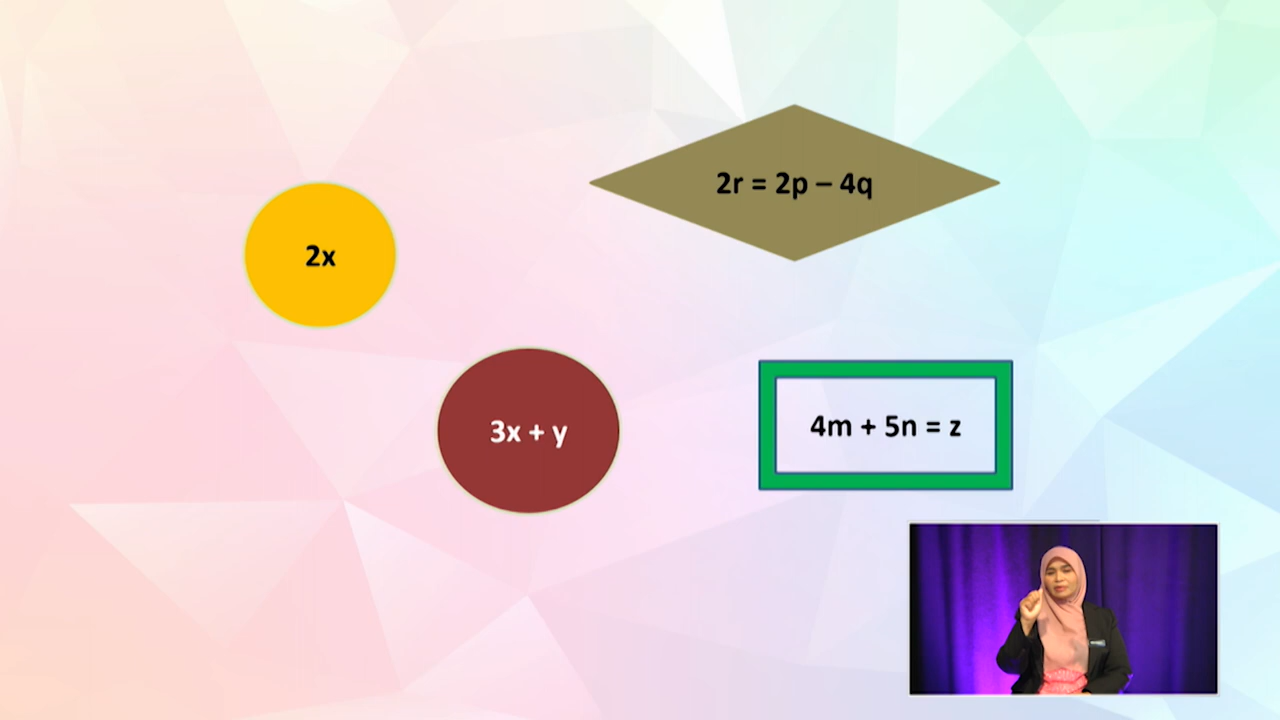 2r = 2p – 4q
2x
3x + y
4m + 5n = z